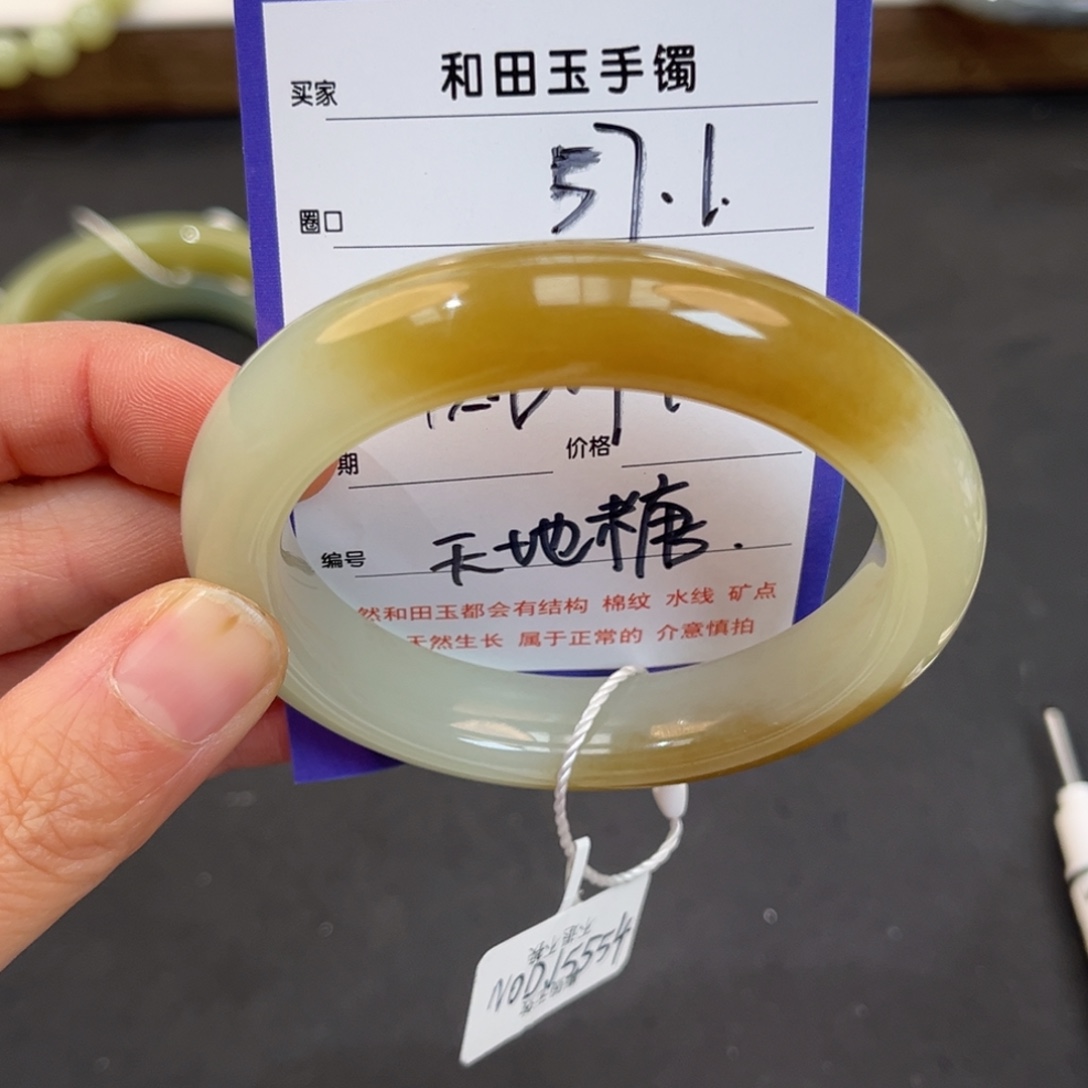 和田玉手镯
买家
57.1.
圈口
期
价格
编号 天地糖.
然和田玉都会有结构 棉纹 水线 矿点
天然生长 属于正常的 介意慎拍